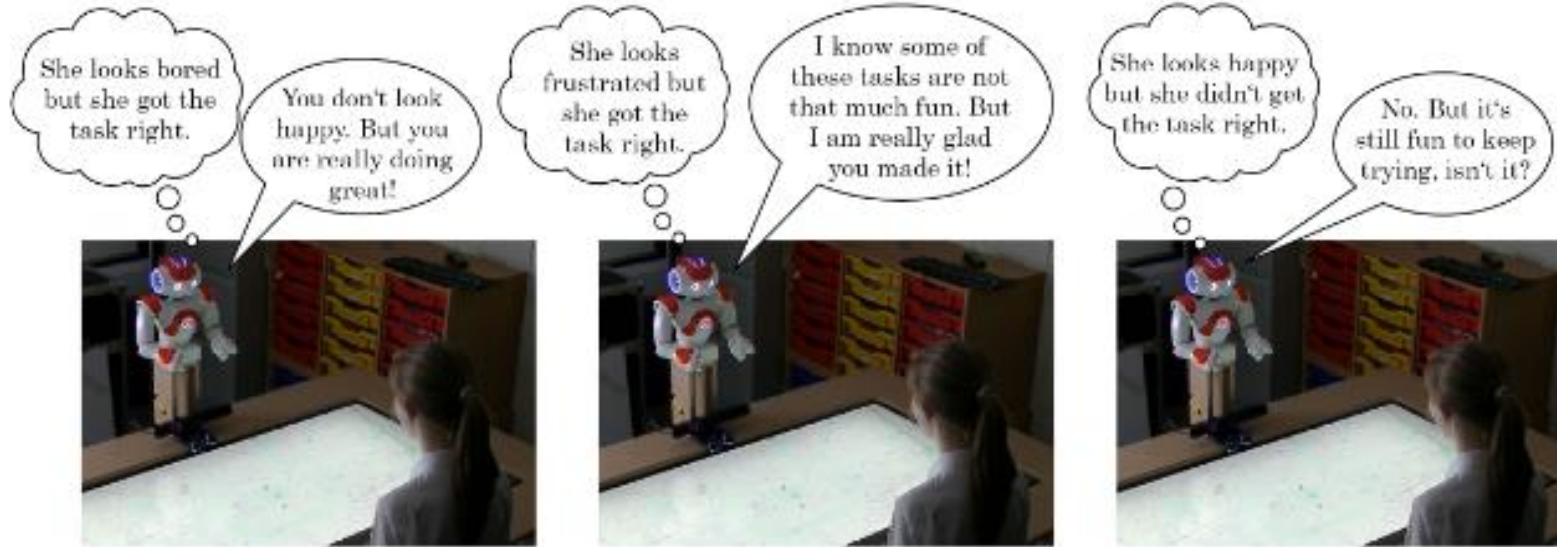 She looks bored
but she got the
task right.
You don‘t look
happy. But you
are really doing
great!
She looks
frustrated but
she got the
task right.
I know some of
these tasks are not
that much fun. But
I am really glad
you made it!
She looks happy
but she didn‘t get
the task right.
No. But it‘s
still fun to keep
trying, isn‘t it?